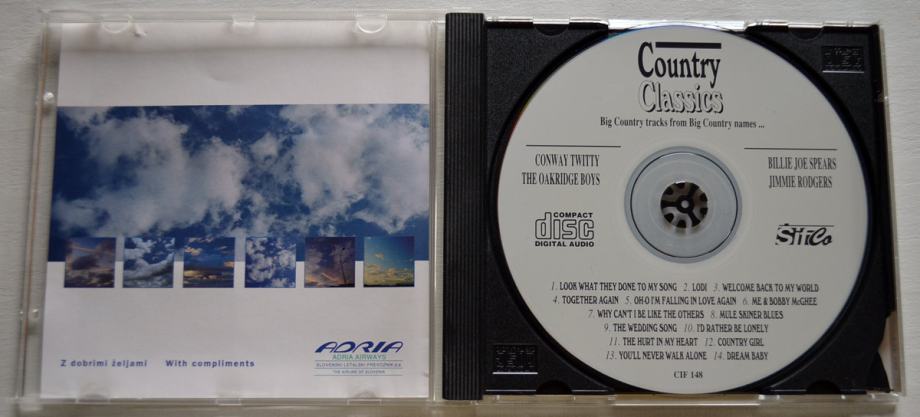 Z dobrimi željami With compliments
ADRIA
ADRIA AIRWAYS
SLOVENSKI LETALSKI PREVOZNIK d.d.
THE AIRLINE OF SLOVENIA
Country
Classics
Big Country tracks from Big Country names ...
CONWAY TWITTY
THE OAKRIDGE BOYS
BILLIE JOE SPEARS
JIMMIE RODGERS
COMPACT
disc
DIGITAL AUDIO
1. LOOK WHAT THEY DONE TO MY SONG 2. LODI 3. WELCOME BACK TO MY WORLD
4. TOGETHER AGAIN 5. OH-O I'M FALLING IN LOVE AGAIN 6. ME & BOBBY McGHEE
7. WHY CAN'T I BE LIKE THE OTHERS 8. MULE SKINER BLUES
9. THE WEDDING SONG 10. I'D RATHER BE LONELY
11. THE HURT IN MY HEART 12. COUNTRY GIRL
13. YOU'LL NEVER WALK ALONE 14. DREAM BABY
CIF 148